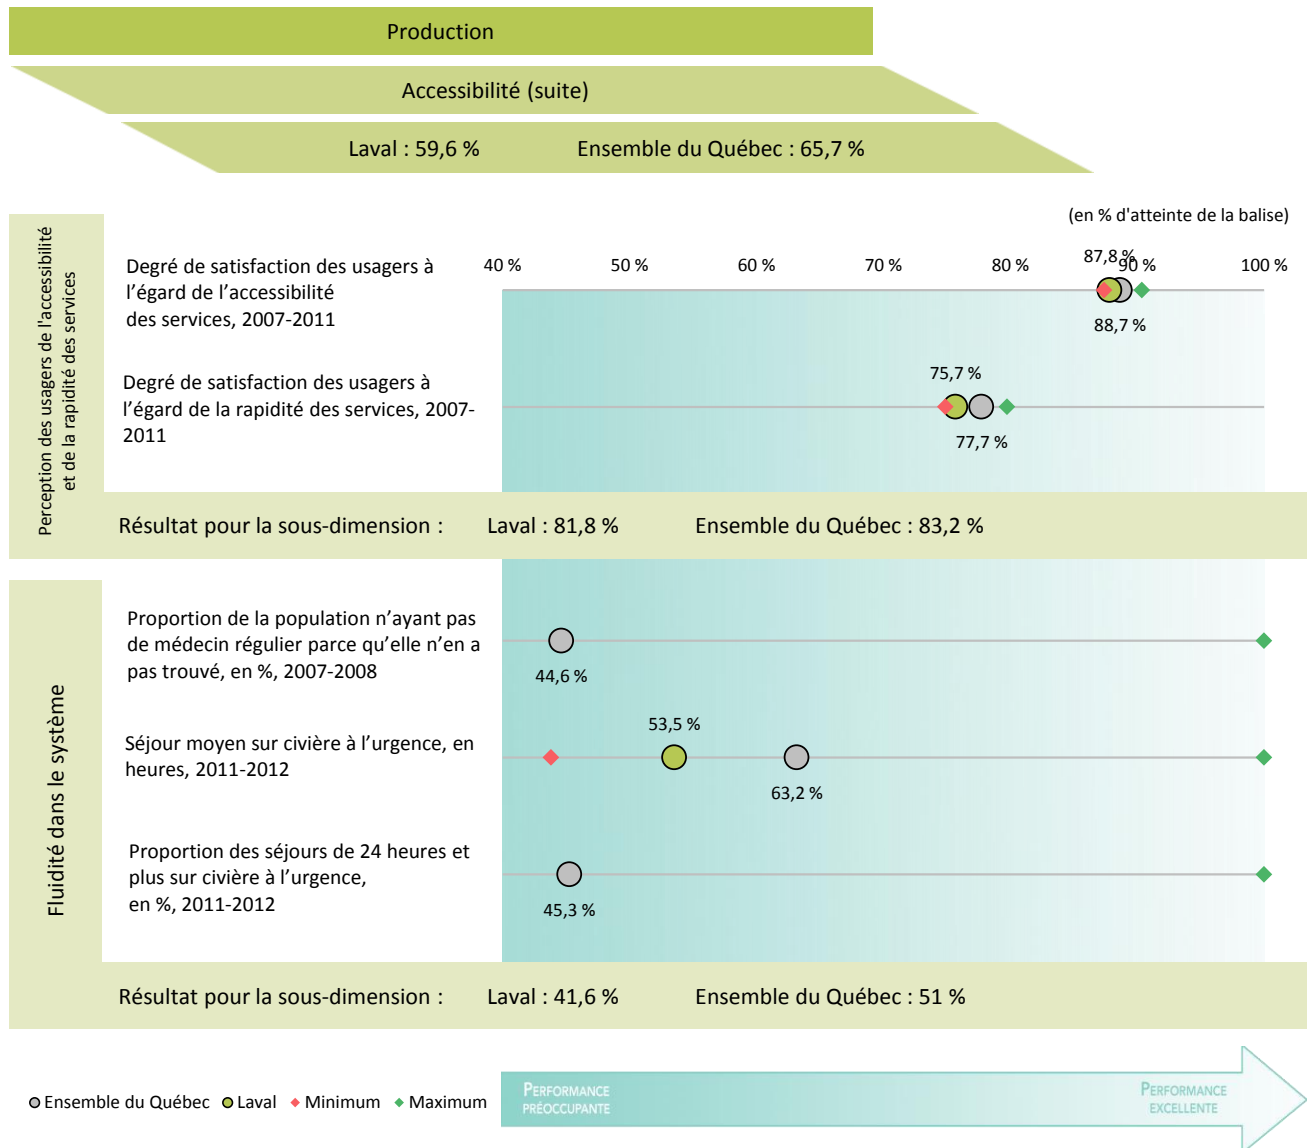 Production
Accessibilité (suite)
Laval : 59,6 % Ensemble du Québec : 65,7 %
(en % d'atteinte de la balise)
Perception des usagers de l'accessibilité
et de la rapidité des services
40 % 50 % 60 % 70 % 80 % 90 % 100 %
Degré de satisfaction des usagers à
l’égard de l’accessibilité
des services, 2007-2011
87,8 %
88,7 %
Degré de satisfaction des usagers à
l’égard de la rapidité des services, 2007-
2011
75,7 %
77,7 %
Résultat pour la sous-dimension : Laval : 81,8 % Ensemble du Québec : 83,2 %
Fluidité dans le système
Proportion de la population n’ayant pas
de médecin régulier parce qu’elle n’en a
pas trouvé, en %, 2007-2008
44,6 %
Séjour moyen sur civière à l’urgence, en
heures, 2011-2012
53,5 %
63,2 %
Proportion des séjours de 24 heures et
plus sur civière à l’urgence,
en %, 2011-2012
45,3 %
Résultat pour la sous-dimension : Laval : 41,6 % Ensemble du Québec : 51 %
Ensemble du Québec Laval Minimum Maximum
PERFORMANCE
PRÉOCCUPANTE
PERFORMANCE
EXCELLENTE